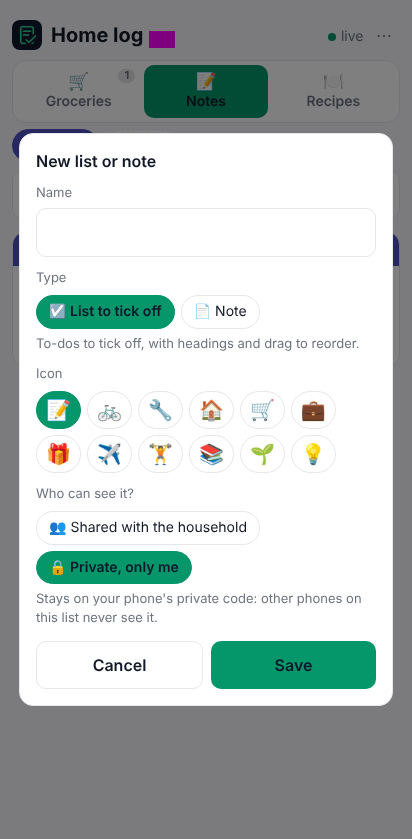 Home log
live
1
Groceries
Notes
Recipes
New list or note
Name
Type
List to tick off
Note
To-dos to tick off, with headings and drag to reorder.
Icon
Who can see it?
Shared with the household
Private, only me
Stays on your phone's private code: other phones on
this list never see it.
Cancel
Save